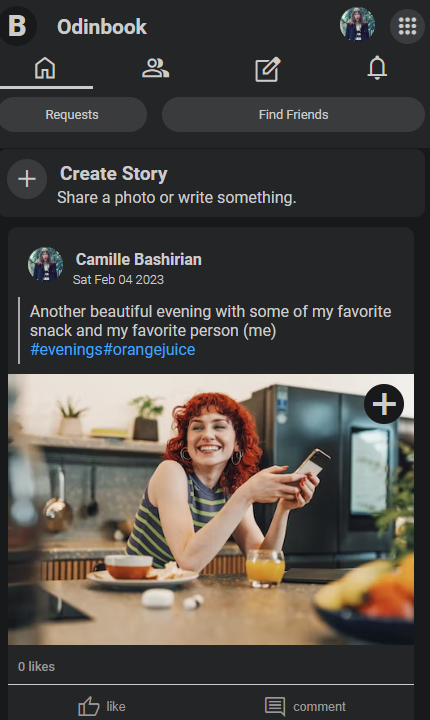 B Odinbook
Requests Find Friends
Create Story
Share a photo or write something.
Camille Bashirian
Sat Feb 04 2023
Another beautiful evening with some of my favorite
snack and my favorite person (me)
#evenings#orangejuice
0 likes
like comment